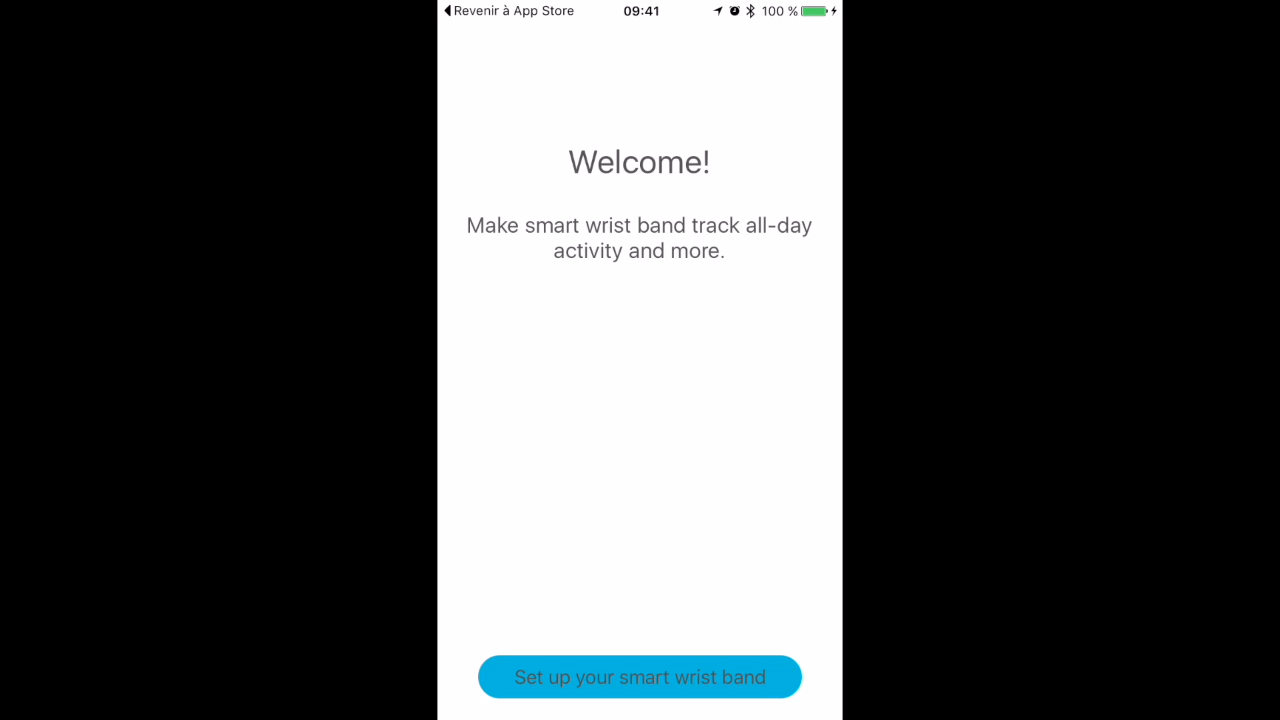 Revenir à App Store 09:41 100 %
Welcome!
Make smart wrist band track all-day
activity and more.
Set up your smart wrist band